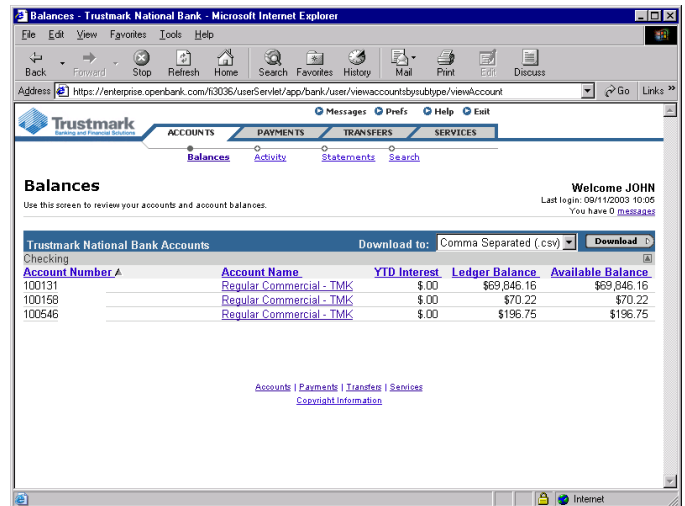 Balances - Trustmark National Bank - Microsoft Internet Explorer
File Edit View Favorites Tools Help
Back Forward Stop Refresh Home Search Favorites History Mail Print Edit Discuss
Address https://enterprise.openbank.com/fi3036/userServlet/app/bank/user/viewaccountsbysubtype/viewAccount Go Links »
Messages Prefs Help Exit
Trustmark
Banking and Financial Solutions
ACCOUNTS PAYMENTS TRANSFERS SERVICES
Balances Activity Statements Search
Balances
Welcome JOHN
Use this screen to review your accounts and account balances.
Last login: 09/11/2003 10:05
You have 0 messages
Trustmark National Bank Accounts Download to: Comma Separated (.csv) Download
Checking
Account Number Account Name YTD Interest Ledger Balance Available Balance
100131 Regular Commercial - TMK $.00 $69,846.16 $69,846.16
100158 Regular Commercial - TMK $.00 $70.22 $70.22
100546 Regular Commercial - TMK $.00 $196.75 $196.75
Accounts | Payments | Transfers | Services
Copyright Information
Internet